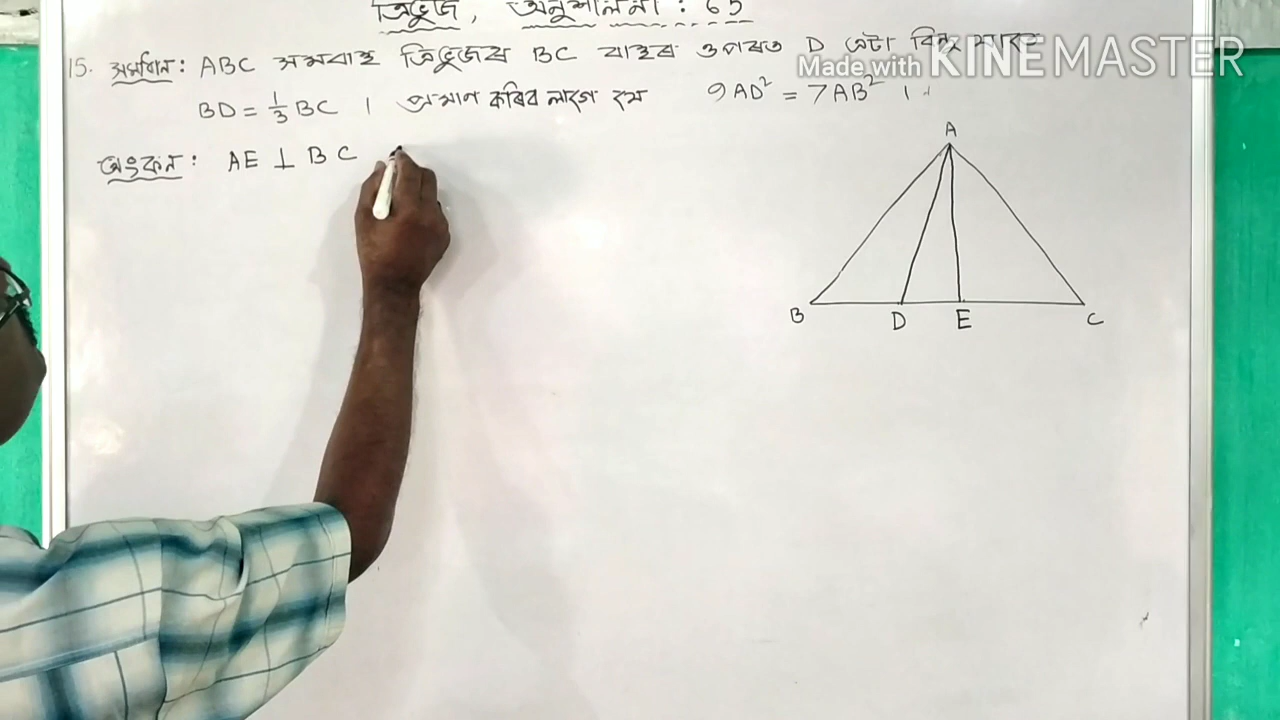 ত্ৰিভুজ, অনুশীলনী : 6.5
15. সমাধান : ABC সমবাহু ত্ৰিভুজৰ BC বাহুৰ ওপৰত D এটা বিন্দু
Made with KINEMASTER
BD = 1/3 BC । প্ৰমাণ কৰিব লাগে যে 9AD² = 7AB² ।
অংকন : AE ⊥ BC
A
B D E C